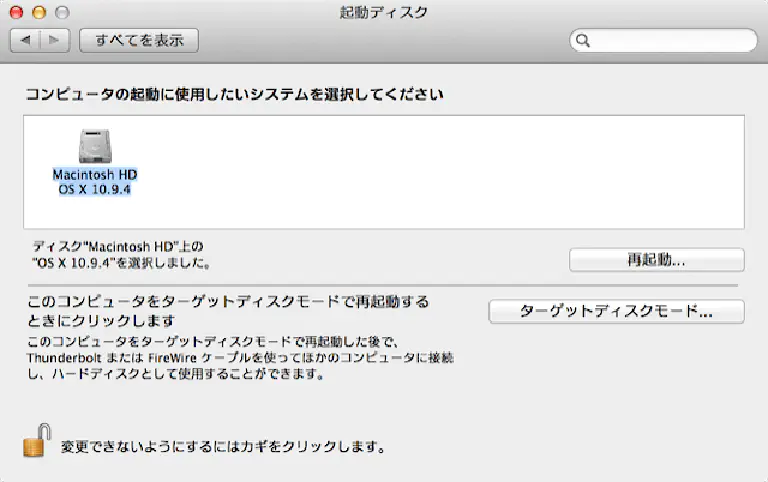 起動ディスク
すべてを表示
コンピュータの起動に使用したいシステムを選択してください
Macintosh HD
OS X 10.9.4
ディスク"Macintosh HD"上の
"OS X 10.9.4"を選択しました。
再起動...
このコンピュータをターゲットディスクモードで再起動する
ときにクリックします
ターゲットディスクモード...
このコンピュータをターゲットディスクモードで再起動した後で、
Thunderbolt または FireWire ケーブルを使ってほかのコンピュータに接続
し、ハードディスクとして使用することができます。
変更できないようにするにはカギをクリックします。